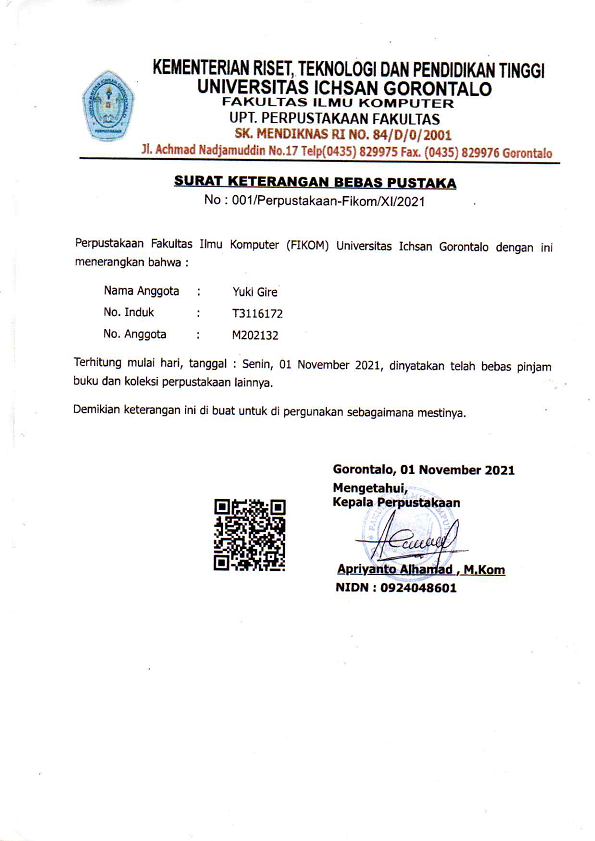 KEMENTERIAN RISET, TEKNOLOGI DAN PENDIDIKAN TINGGI
UNIVERSITAS ICHSAN GORONTALO
FAKULTAS ILMU KOMPUTER
UPT. PERPUSTAKAAN FAKULTAS
SK. MENDIKNAS RI NO. 84/D/0/2001
Jl. Achmad Nadjamuddin No.17 Telp(0435) 829975 Fax. (0435) 829976 Gorontalo
SURAT KETERANGAN BEBAS PUSTAKA
No : 001/Perpustakaan-Fikom/XI/2021
Perpustakaan Fakultas Ilmu Komputer (FIKOM) Universitas Ichsan Gorontalo dengan ini
menerangkan bahwa :
Nama Anggota : Yuki Gire
No. Induk : T3116172
No. Anggota : M202132
Terhitung mulai hari, tanggal : Senin, 01 November 2021, dinyatakan telah bebas pinjam
buku dan koleksi perpustakaan lainnya.
Demikian keterangan ini di buat untuk di pergunakan sebagaimana mestinya.
Gorontalo, 01 November 2021
Mengetahui,
Kepala Perpustakaan
Apriyanto Alhamad , M.Kom
NIDN : 0924048601